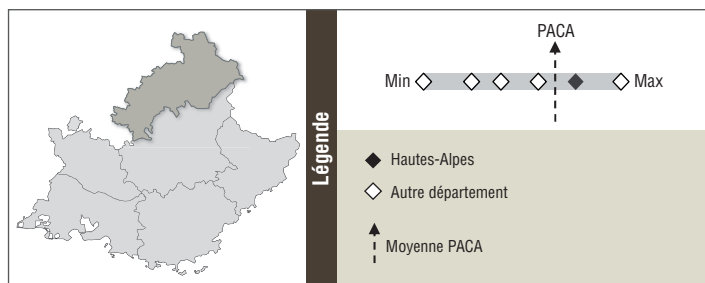 Légende
PACA
Min
Max
Hautes-Alpes
Autre département
Moyenne PACA